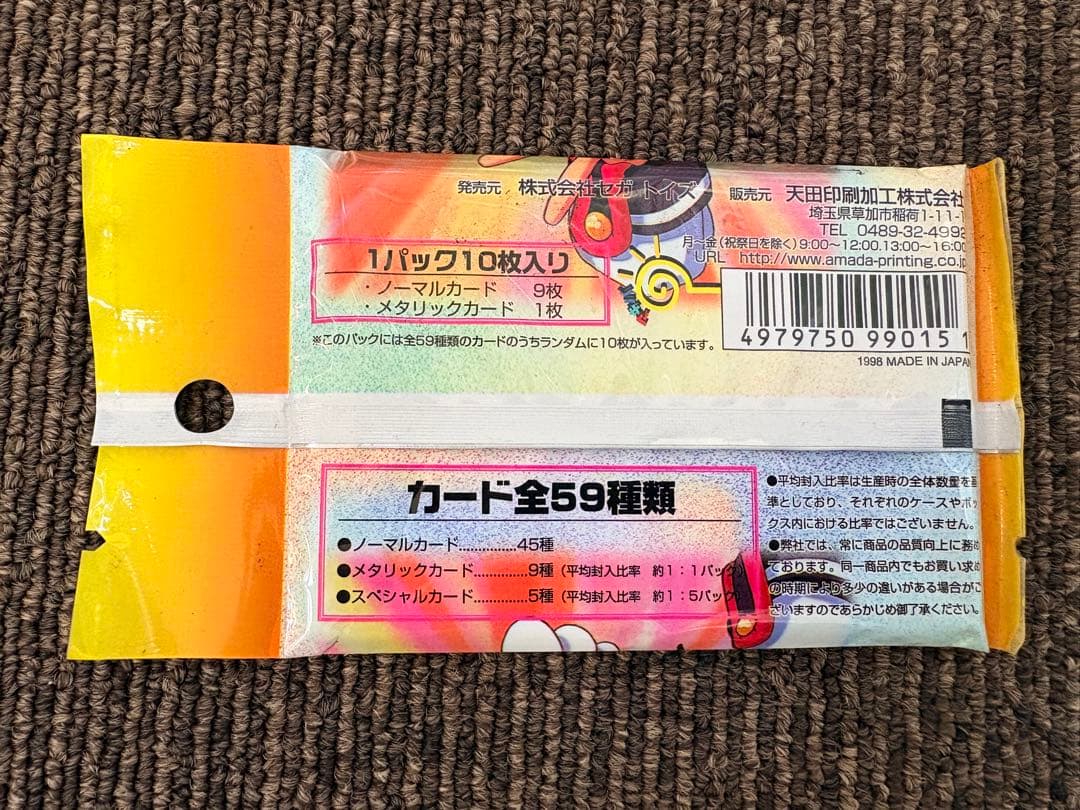 発売元 株式会社セガ トイズ
販売元 天田印刷加工株式会社
埼玉県草加市稲荷1-11-1
TEL 0489-32-4992
月〜金(祝祭日を除く)9:00〜12:00.13:00〜16:00
URL http://www.amada-printing.co.jp
1パック10枚入り
・ノーマルカード 9枚
・メタリックカード 1枚
※このパックには全59種類のカードのうちランダムに10枚が入っています。
4979750 99015 1
1998 MADE IN JAPAN
カード全59種類
●ノーマルカード...............45種
●メタリックカード..............9種(平均封入比率 約1:1パック)
●スペシャルカード..............5種(平均封入比率 約1:5パック)
●平均封入比率は生産時の全体数量を基
準としており、それぞれのケースやボッ
クス内における比率ではございません。
●弊社では、常に商品の品質向上に務め
ております。同一商品内でもお買い求め
の時期により多少の違いがある場合がご
ざいますのであらかじめ御了承ください。